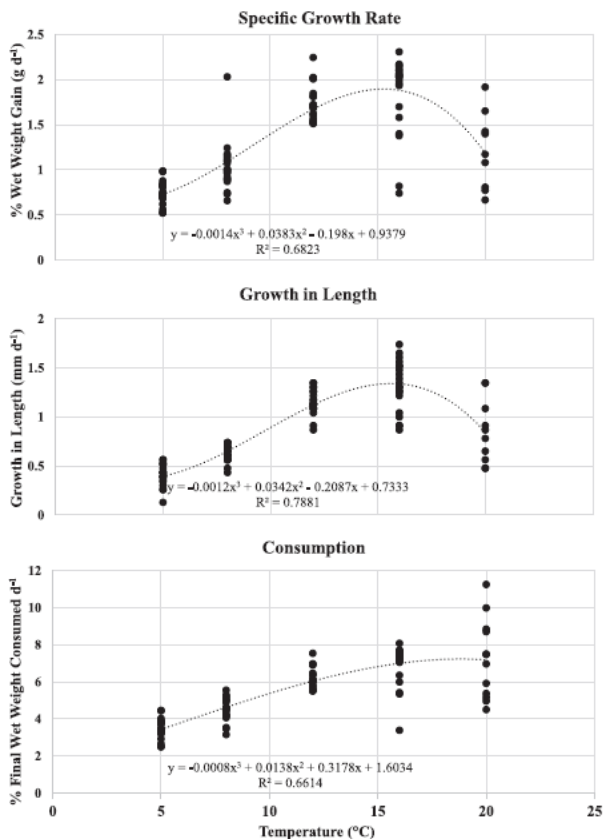 Specific Growth Rate
% Wet Weight Gain (g d⁻¹)
2.5
2
1.5
1
0.5
0
y = -0.0014x³ + 0.0383x² - 0.198x + 0.9379
R² = 0.6823
Growth in Length
Growth in Length (mm d⁻¹)
2
1.5
1
0.5
0
y = -0.0012x³ + 0.0342x² - 0.2087x + 0.7333
R² = 0.7881
Consumption
% Final Wet Weight Consumed d⁻¹
12
10
8
6
4
2
0
y = -0.0008x³ + 0.0138x² + 0.3178x + 1.6034
R² = 0.6614
0 5 10 15 20 25
Temperature (°C)